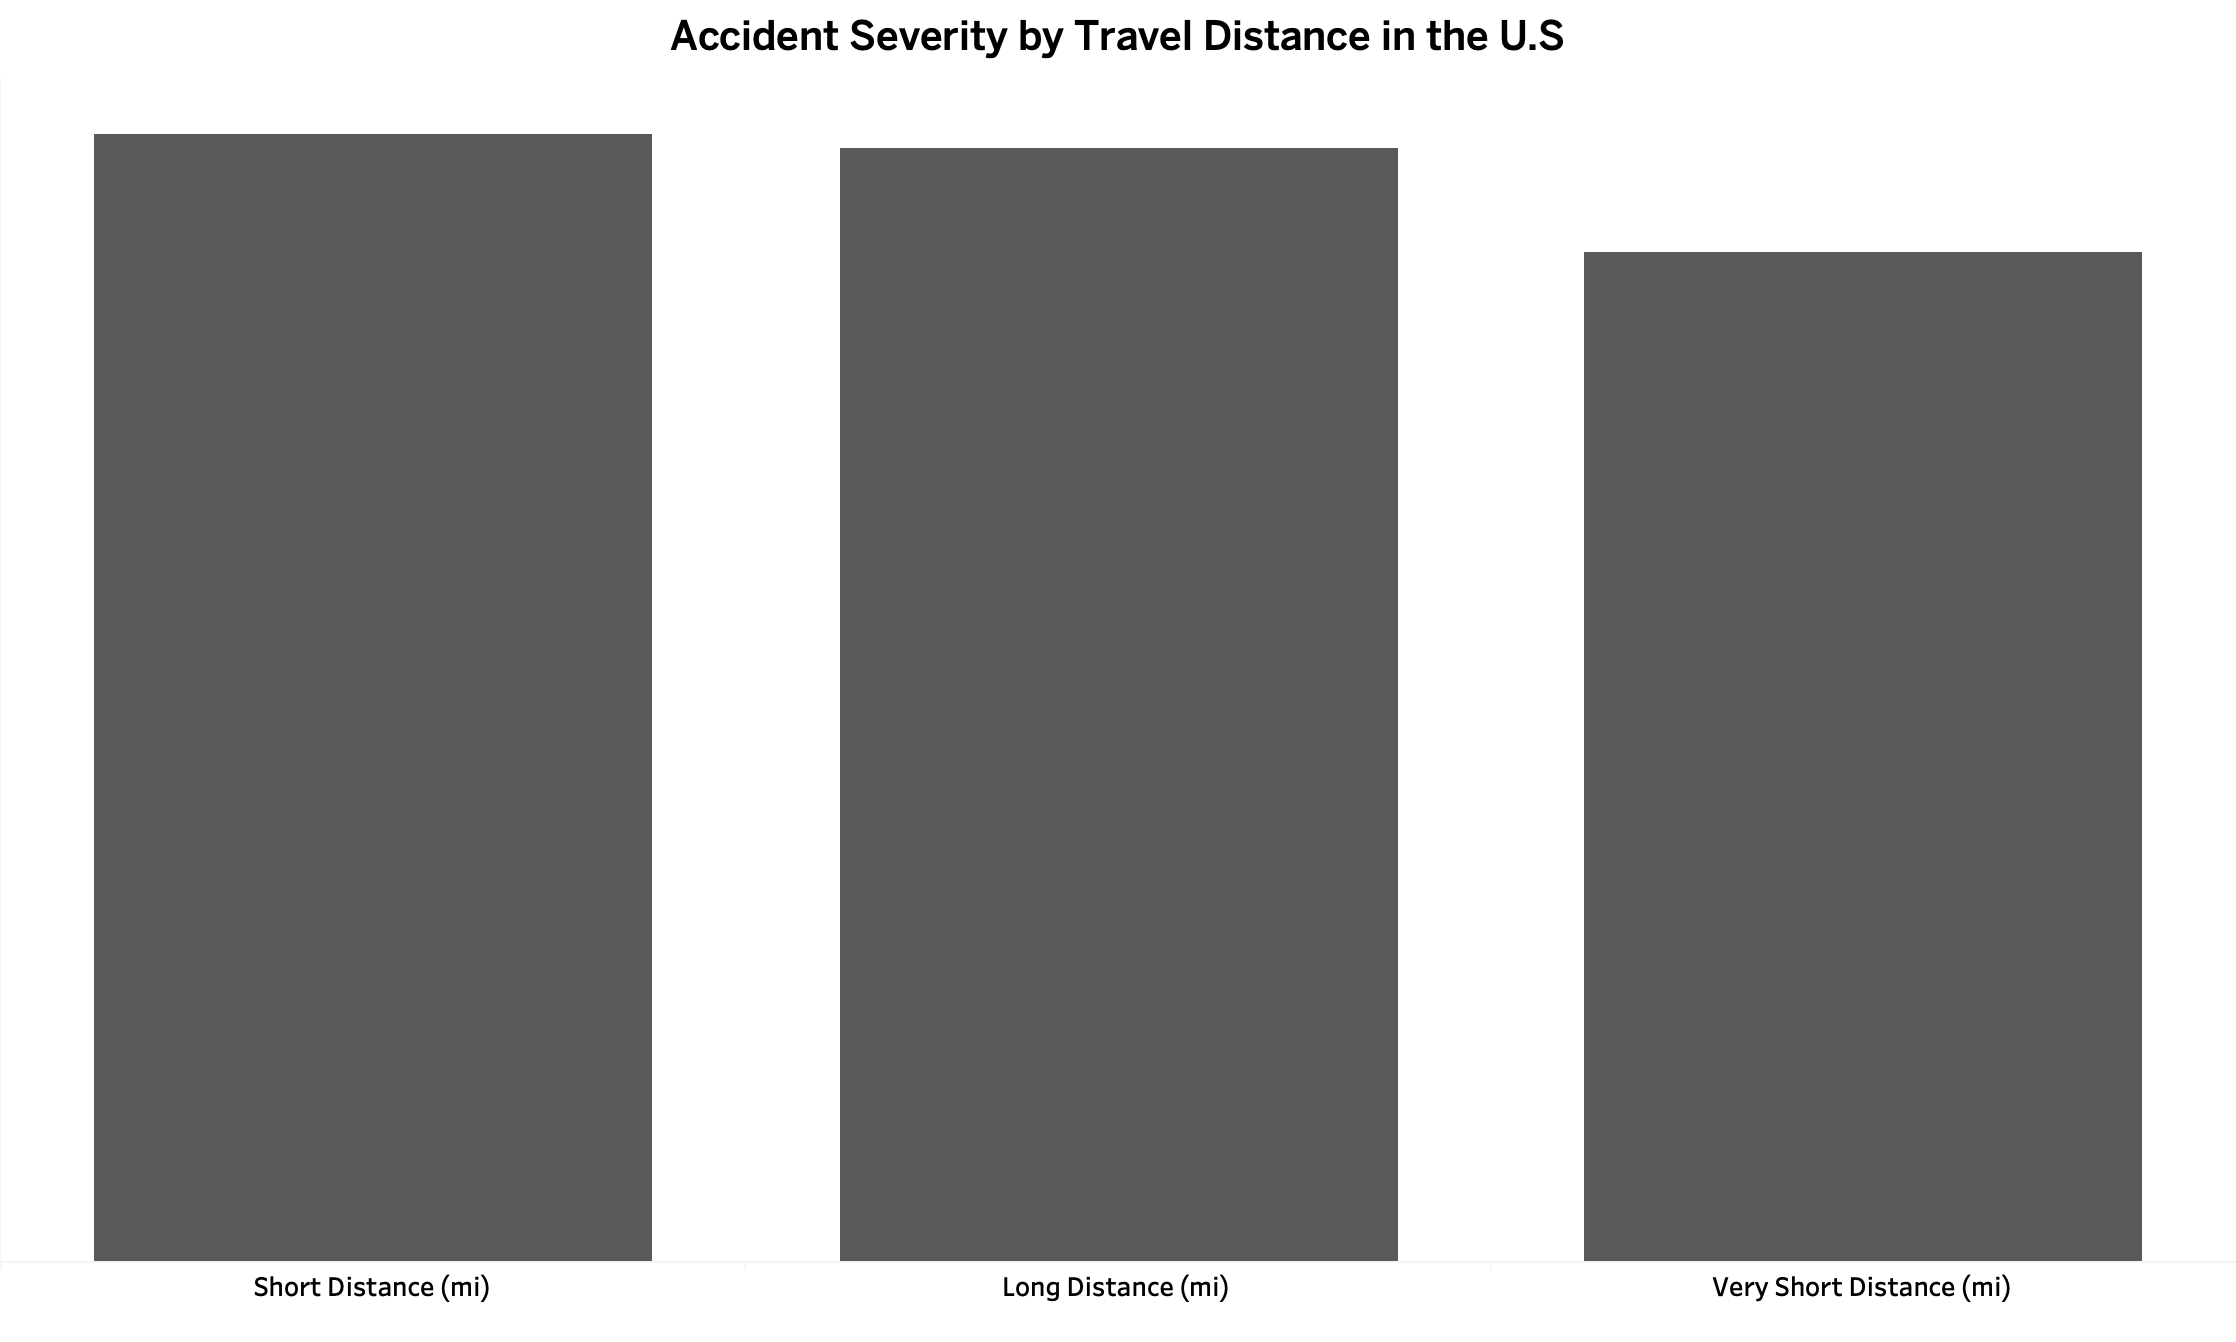 Accident Severity by Travel Distance in the U.S
Short Distance (mi)
Long Distance (mi)
Very Short Distance (mi)